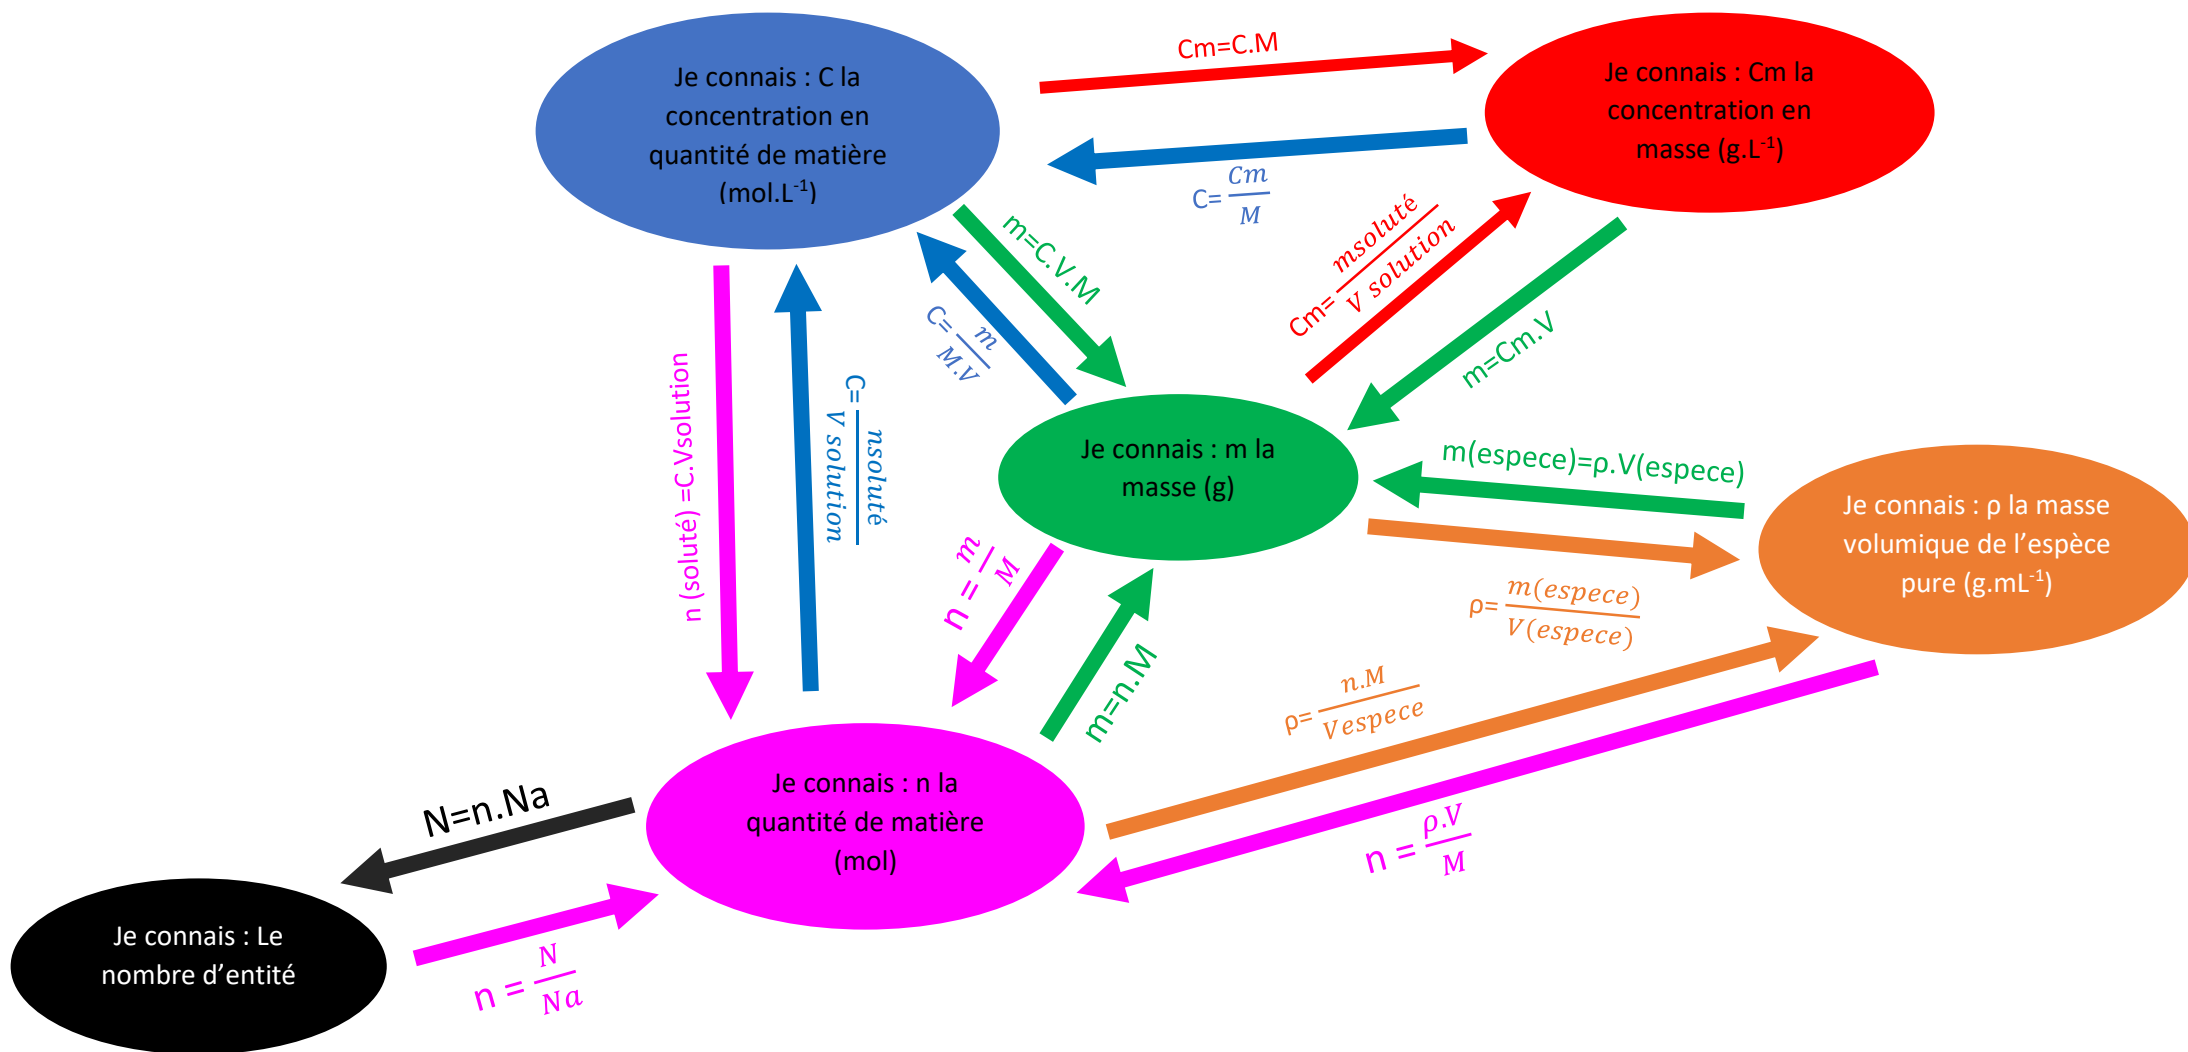 Cm=C.M
Je connais : C la
concentration en
quantité de matière
(mol.L⁻¹)
Je connais : Cm la
concentration en
masse (g.L⁻¹)
C= Cm/M
m=C.V.M
Cm= msoluté/V solution
C= m/M.V
m=Cm.V
n (soluté) =C.Vsolution
C= nsoluté/V solution
Je connais : m la
masse (g)
m(espece)=ρ.V(espece)
Je connais : ρ la masse
volumique de l’espèce
pure (g.mL⁻¹)
n = m/M
ρ= m(espece)/V(espece)
m=n.M
ρ= n.M/Vespece
Je connais : n la
quantité de matière
(mol)
N=n.Na
n = ρ.V/M
Je connais : Le
nombre d’entité
n = N/Na